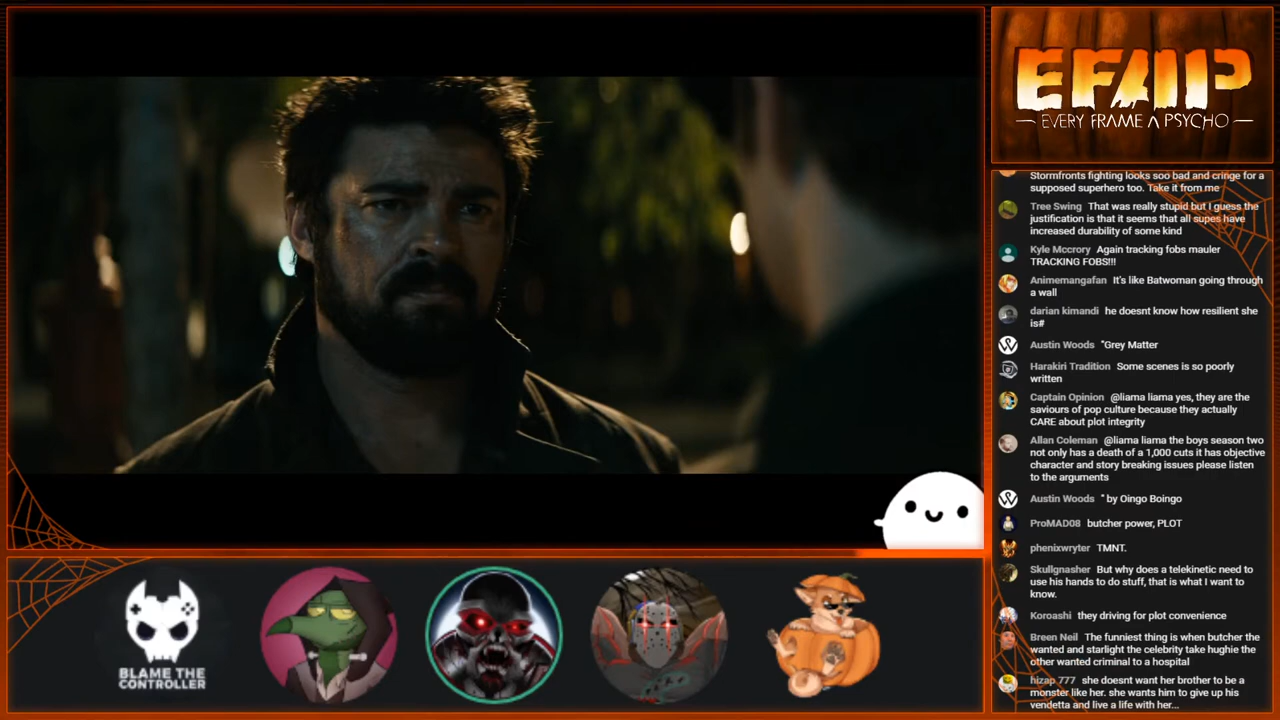 EFAP
EVERY FRAME A PSYCHO
Stormfronts fighting looks soo bad and cringe for a
supposed superhero too. Take it from me
Tree Swing That was really stupid but I guess the
justification is that it seems that all supes have
increased durability of some kind
Kyle Mccrory Again tracking fobs mauler
TRACKING FOBS!!!
Animemangafan It's like Batwoman going through
a wall
darian kimandi he doesnt know how resilient she
is#
Austin Woods "Grey Matter
Harakiri Tradition Some scenes is so poorly
written
Captain Opinion @liama liama yes, they are the
saviours of pop culture because they actually
CARE about plot integrity
Allan Coleman @liama liama the boys season two
not only has a death of a 1,000 cuts it has objective
character and story breaking issues please listen
to the arguments
Austin Woods " by Oingo Boingo
ProMAD08 butcher power, PLOT
phenixwryter TMNT.
Skullgnasher But why does a telekinetic need to
use his hands to do stuff, that is what I want to
know.
Koroashi they driving for plot convenience
Breen Neil The funniest thing is when butcher the
wanted and starlight the celebrity take hughie the
other wanted criminal to a hospital
hizap 777 she doesnt want her brother to be a
monster like her. she wants him to give up his
vendetta and live a life with her...
BLAME THE
CONTROLLER